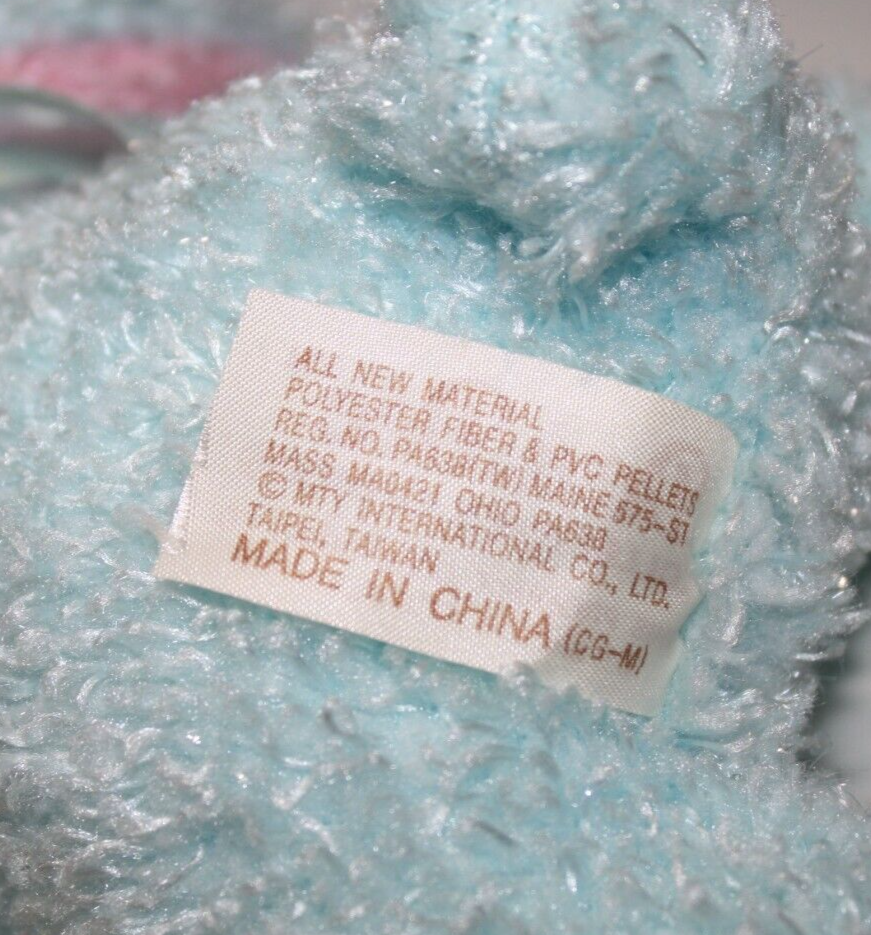 ALL NEW MATERIAL
POLYESTER FIBER & PVC PELLETS
REG. NO. PA638(TW) MAINE 575-ST
MASS MA0421 OHIO PA638
© MTY INTERNATIONAL CO., LTD.
TAIPEI, TAIWAN
MADE IN CHINA (CG-M)